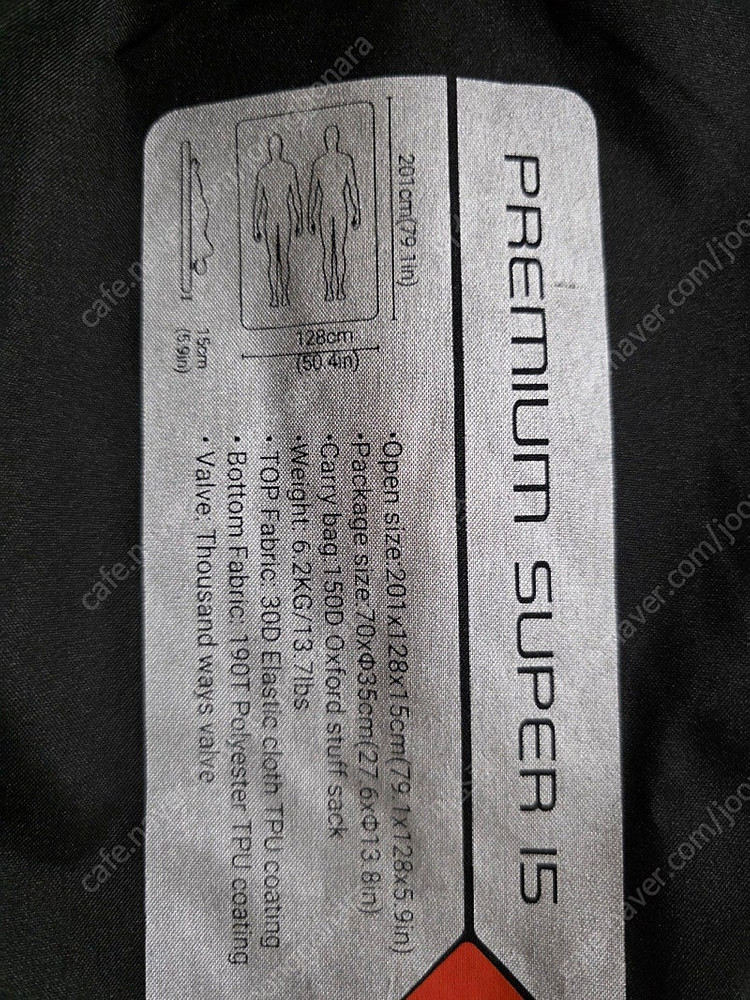 PREMIUM SUPER 15
201cm(79.1in)
128cm
(50.4in)
15cm
(5.9in)
•Open size:201x128x15cm(79.1x128x5.9in)
•Package size:70xΦ35cm(27.6xΦ13.8in)
•Carry bag:150D Oxford stuff sack
•Weight: 6.2KG/13.7lbs
• TOP Fabric: 30D Elastic cloth TPU coating
• Bottom Fabric: 190T Polyester TPU coating
• Valve: Thousand ways valve